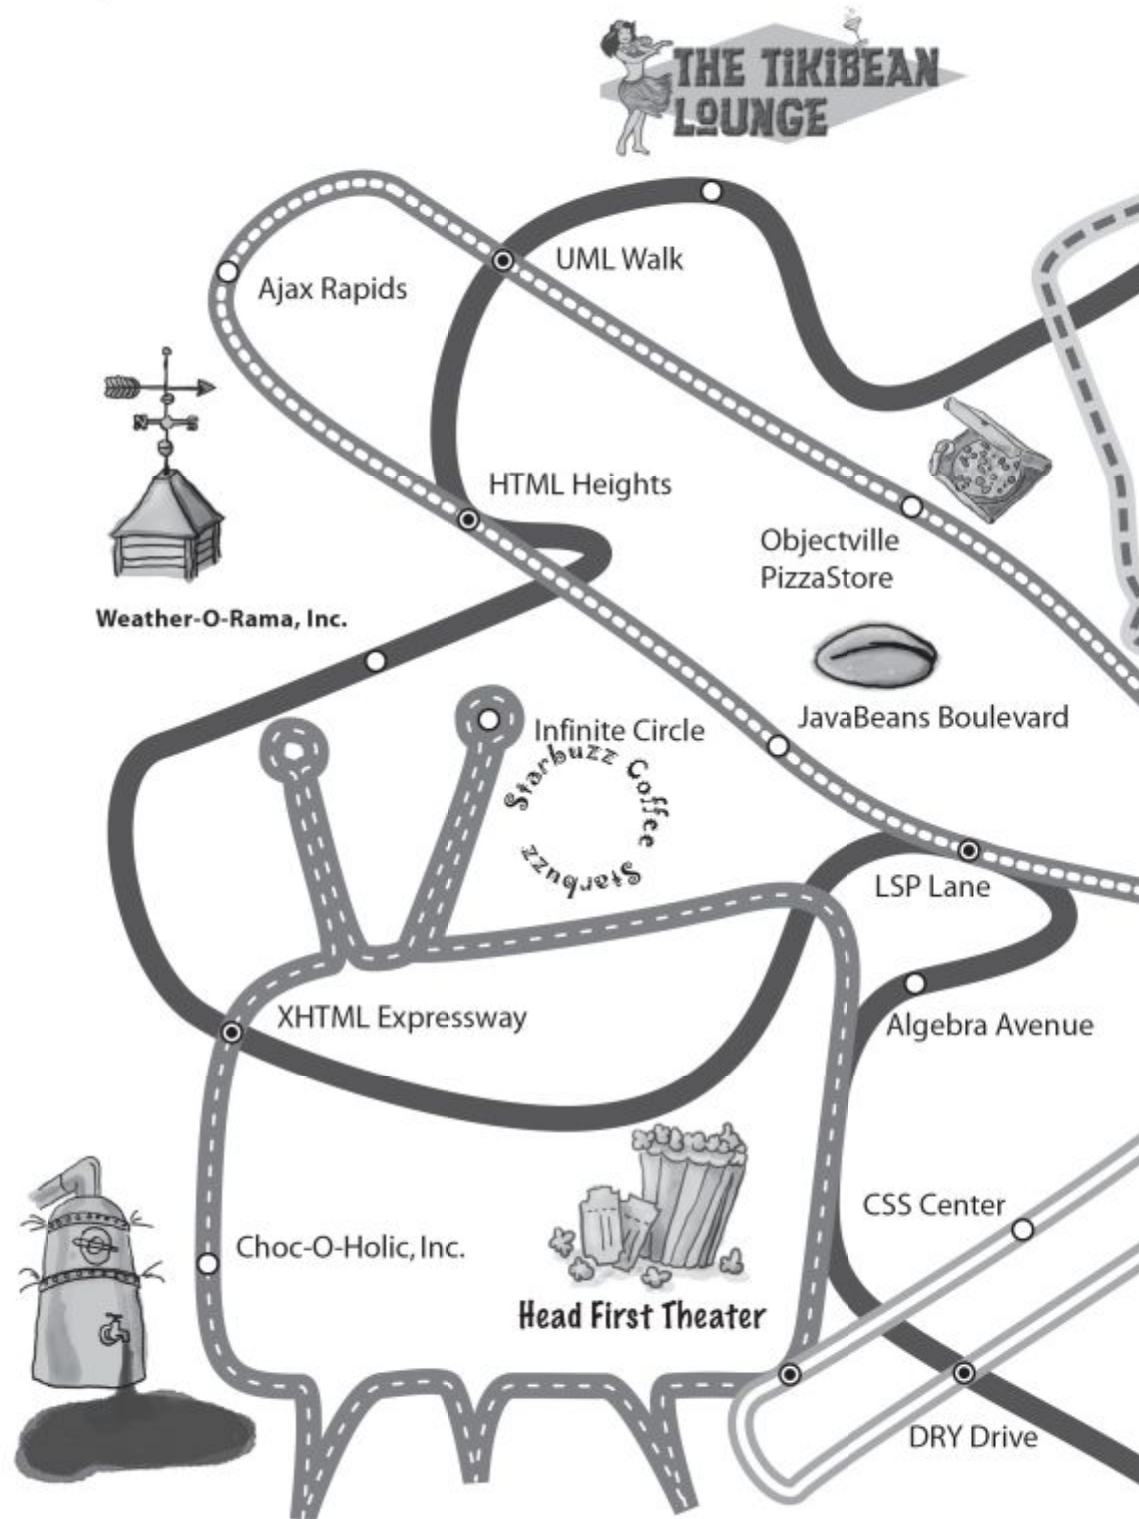 THE TiKiBEAN
LOUNGE
UML Walk
Ajax Rapids
HTML Heights
Objectville
PizzaStore
Weather-O-Rama, Inc.
JavaBeans Boulevard
Infinite Circle
Starbuzz Coffee
Starbuzz
LSP Lane
XHTML Expressway
Algebra Avenue
CSS Center
Choc-O-Holic, Inc.
Head First Theater
DRY Drive